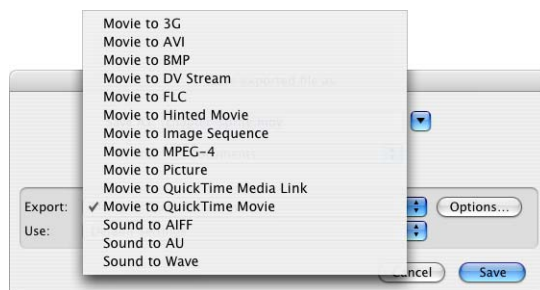 Movie to 3G
Movie to AVI
Movie to BMP
Movie to DV Stream
Movie to FLC
Movie to Hinted Movie
Movie to Image Sequence
Movie to MPEG-4
Movie to Picture
Movie to QuickTime Media Link
Export: ✓ Movie to QuickTime Movie Options...
Sound to AIFF
Use:
Sound to AU
Sound to Wave
Cancel Save